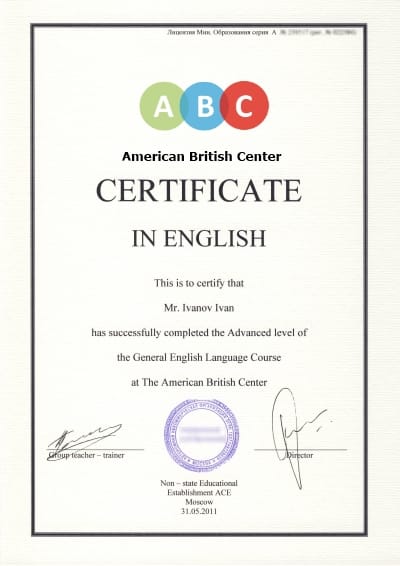 Лицензия Мин. Образования серия А
A B C
American British Center
CERTIFICATE
IN ENGLISH
This is to certify that
Mr. Ivanov Ivan
has successfully completed the Advanced level of
the General English Language Course
at The American British Center
Group teacher – trainer
Director
Non – state Educational
Establishment ACE
Moscow
31.05.2011